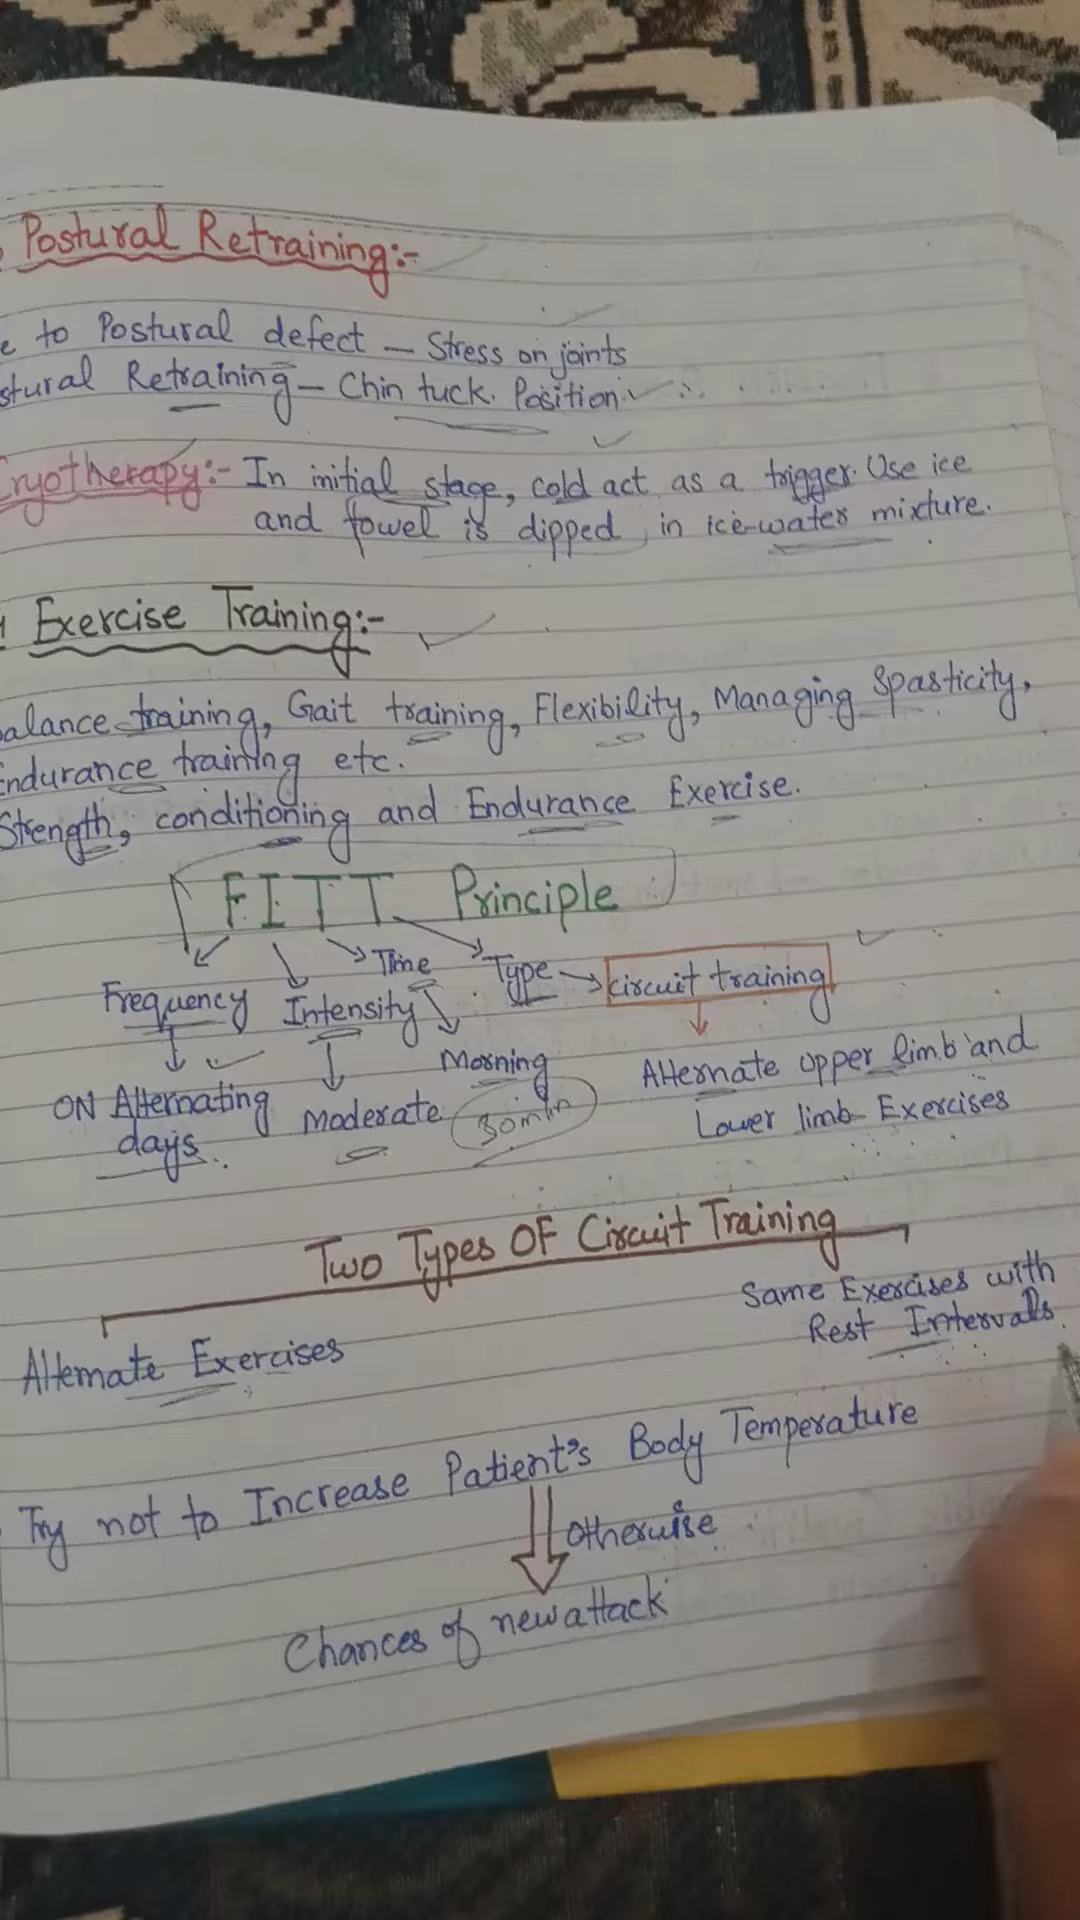 Postural Retraining:-
e to Postural defect — Stress on joints
stural Retraining — Chin tuck. Position.
Cryotherapy:- In initial stage, cold act as a trigger. Use ice
and towel is dipped in ice-water mixture.
Exercise Training:-
alance training, Gait training, Flexibility, Managing Spasticity,
Endurance training etc.
Strength, conditioning and Endurance Exercise.
FITT Principle
Frequency Intensity Time Type → circuit training
ON Alternating days. Moderate Morning 30min Alternate upper limb and
Lower limb Exercises
Two Types OF Circuit Training
Alternate Exercises
Same Exercises with
Rest Intervals.
Try not to Increase Patient's Body Temperature
otherwise
Chances of new attack